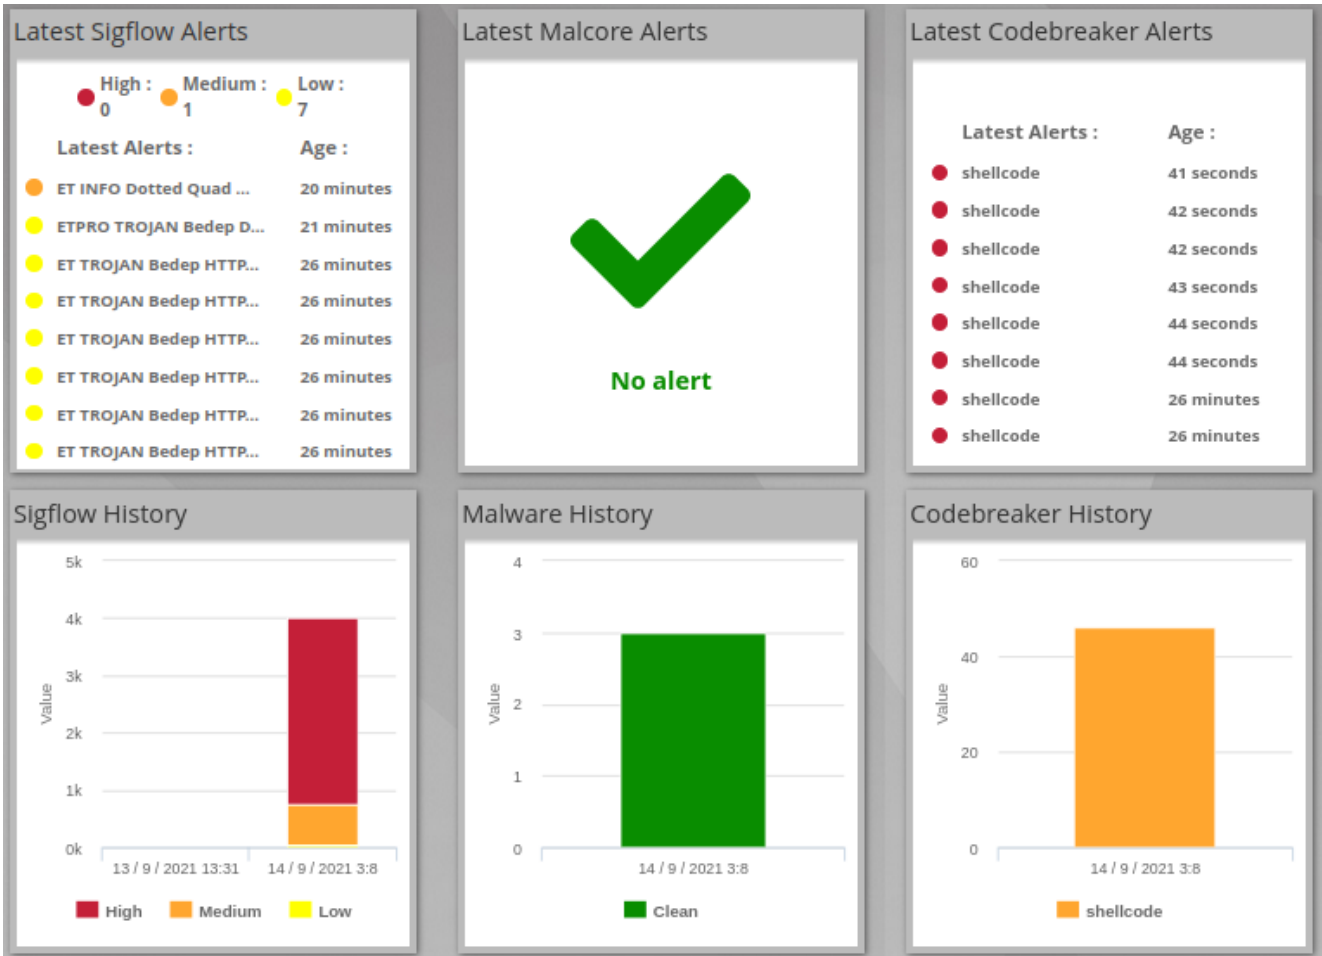 Latest Sigflow Alerts
High : 0
Medium : 1
Low : 7
Latest Alerts : Age :
ET INFO Dotted Quad ... 20 minutes
ETPRO TROJAN Bedep D... 21 minutes
ET TROJAN Bedep HTTP... 26 minutes
ET TROJAN Bedep HTTP... 26 minutes
ET TROJAN Bedep HTTP... 26 minutes
ET TROJAN Bedep HTTP... 26 minutes
ET TROJAN Bedep HTTP... 26 minutes
ET TROJAN Bedep HTTP... 26 minutes
Latest Malcore Alerts
No alert
Latest Codebreaker Alerts
Latest Alerts : Age :
shellcode 41 seconds
shellcode 42 seconds
shellcode 42 seconds
shellcode 43 seconds
shellcode 44 seconds
shellcode 44 seconds
shellcode 26 minutes
shellcode 26 minutes
Sigflow History
5k
4k
3k
2k
1k
0k
Value
13 / 9 / 2021 13:31 14 / 9 / 2021 3:8
High Medium Low
Malware History
4
3
2
1
0
Value
14 / 9 / 2021 3:8
Clean
Codebreaker History
60
40
20
0
Value
14 / 9 / 2021 3:8
shellcode